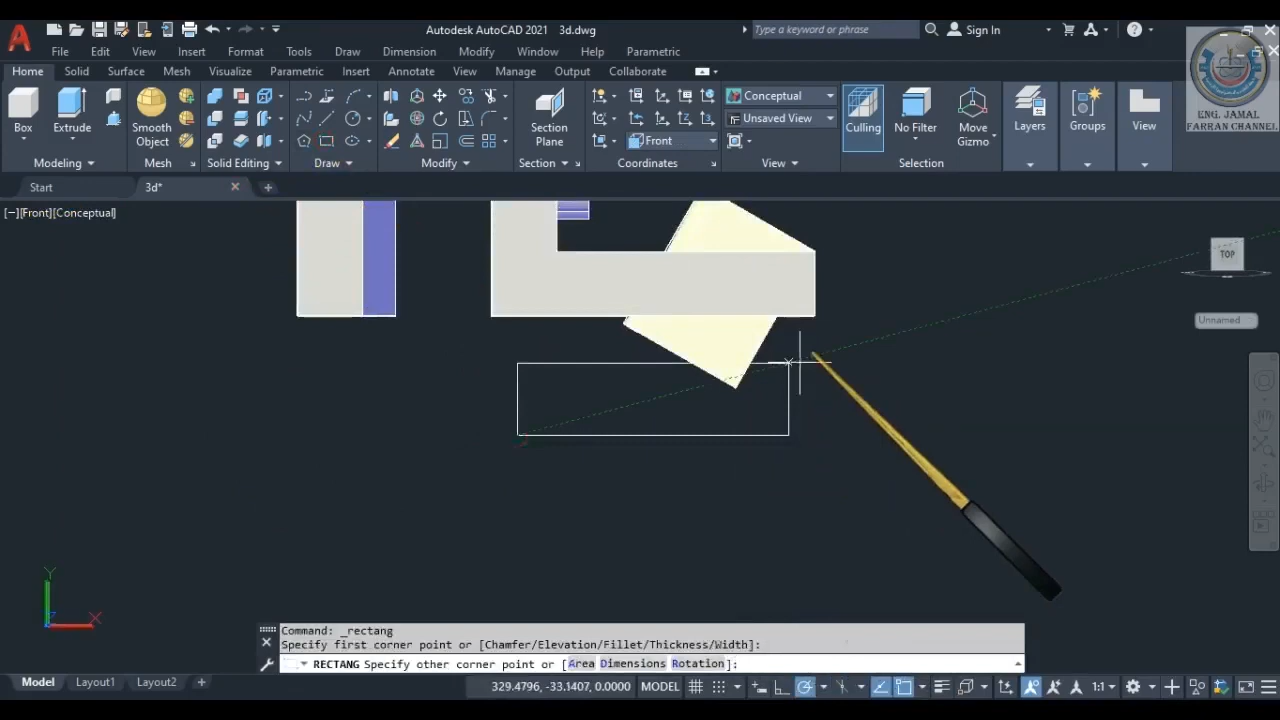 Autodesk AutoCAD 2021 3d.dwg
Type a keyword or phrase
Sign In
File Edit View Insert Format Tools Draw Dimension Modify Window Help Parametric
Home Solid Surface Mesh Visualize Parametric Insert Annotate View Manage Output Collaborate
ENG. JAMAL
FARRAN CHANNEL
Conceptual
Unsaved View
Front
Box
Extrude
Smooth
Object
Section
Plane
Culling
No Filter
Move
Gizmo
Layers
Groups
View
Modeling
Mesh
Solid Editing
Draw
Modify
Section
Coordinates
View
Selection
Start
3d*
[−][Front][Conceptual]
TOP
Unnamed
Y
X
Command: _rectang
Specify first corner point or [Chamfer/Elevation/Fillet/Thickness/Width]:
RECTANG Specify other corner point or [Area Dimensions Rotation]:
Model Layout1 Layout2
329.4796, -33.1407, 0.0000 MODEL
1:1